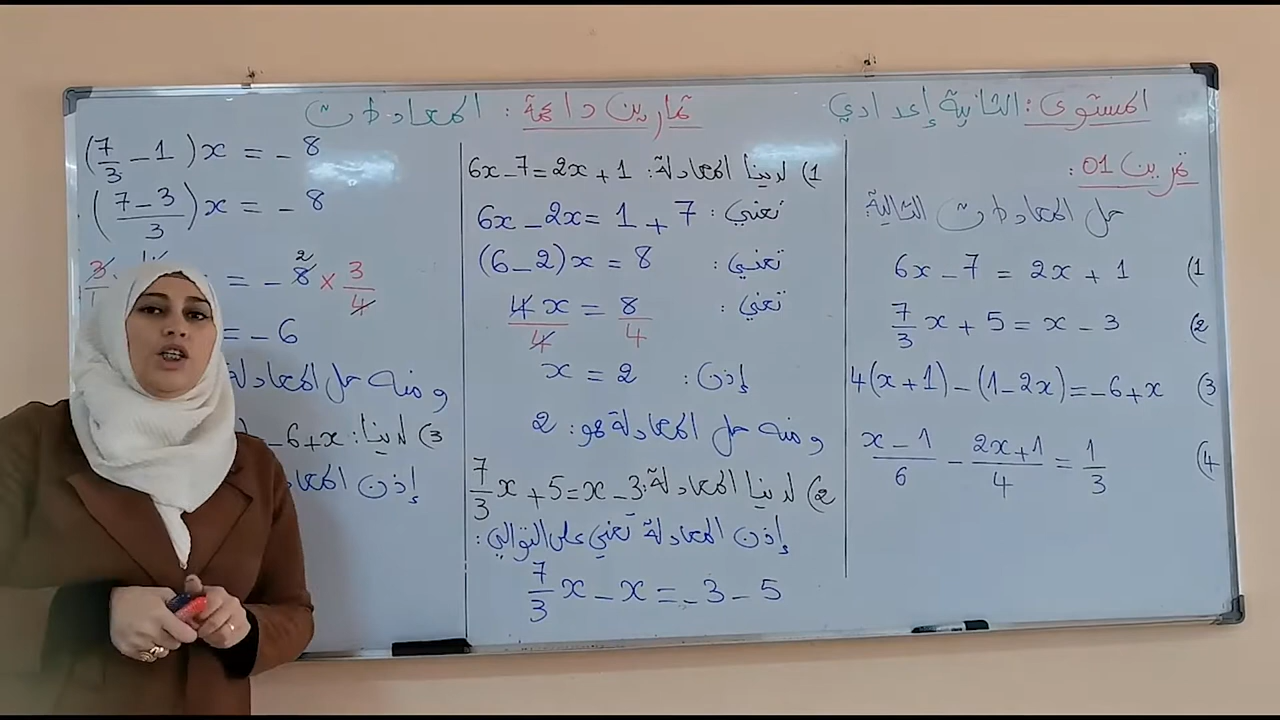 المستوى: الثانية إعدادي
تمارين داعمة: المعادلات
تمرين 01:
حل المعادلات التالية:
1) 6x - 7 = 2x + 1
2) 7/3 x + 5 = x - 3
3) 4(x + 1) - (1 - 2x) = -6 + x
4) (x - 1)/6 - (2x + 1)/4 = 1/3
1) لدينا المعادلة: 6x - 7 = 2x + 1
تعني: 6x - 2x = 1 + 7
تعني: (6 - 2)x = 8
تعني: 4x/4 = 8/4
إذن: x = 2
ومنه حل المعادلة هو: 2
2) لدينا المعادلة: 7/3 x + 5 = x - 3
إذن المعادلة تعني على التوالي:
7/3 x - x = -3 - 5
(7/3 - 1)x = -8
((7 - 3)/3)x = -8
= -8 × 3/4
2
= -6
ومنه حل المعادلة
3) لدينا: -6 + x
إذن